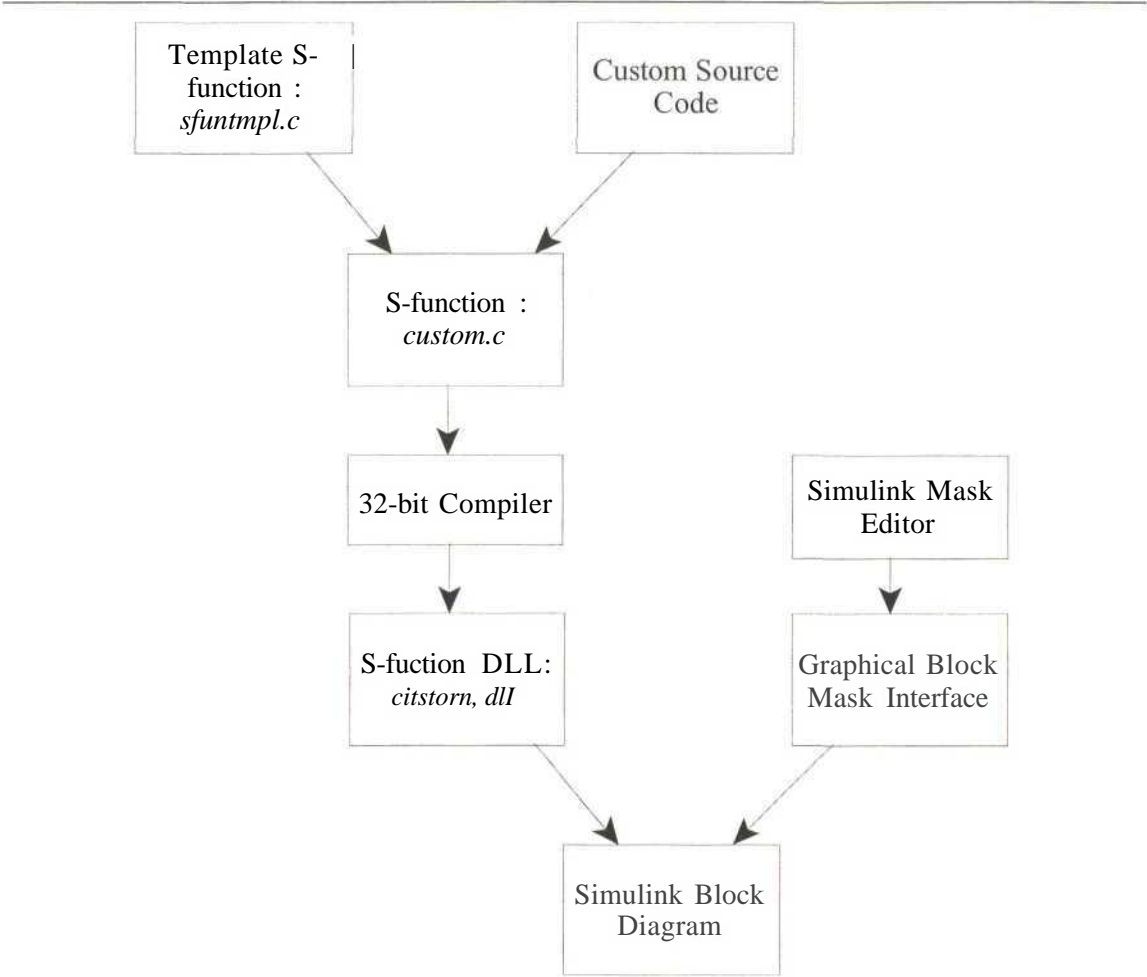 Template S-
function :
sfuntmpl.c
Custom Source
Code
S-function :
custom.c
32-bit Compiler
Simulink Mask
Editor
S-fuction DLL:
citstorn, dlI
Graphical Block
Mask Interface
Simulink Block
Diagram